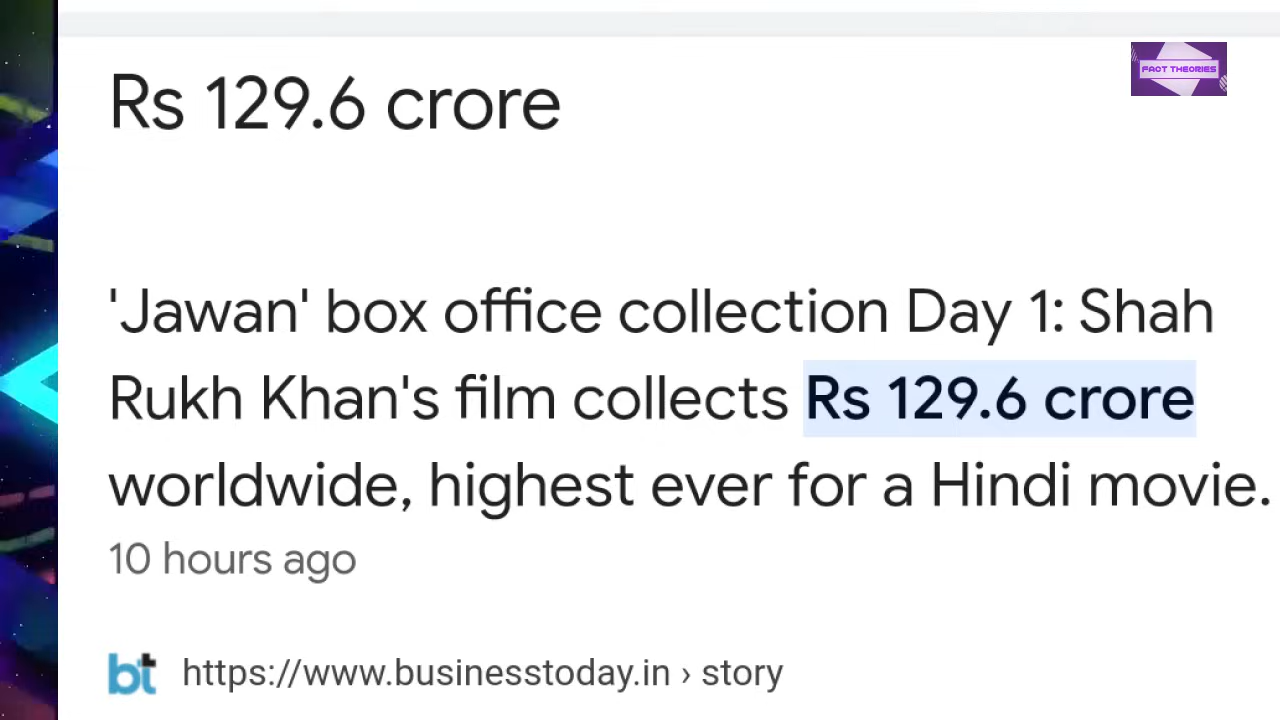 FACT THEORIES
Rs 129.6 crore
'Jawan' box office collection Day 1: Shah
Rukh Khan's film collects Rs 129.6 crore
worldwide, highest ever for a Hindi movie.
10 hours ago
bt https://www.businesstoday.in › story